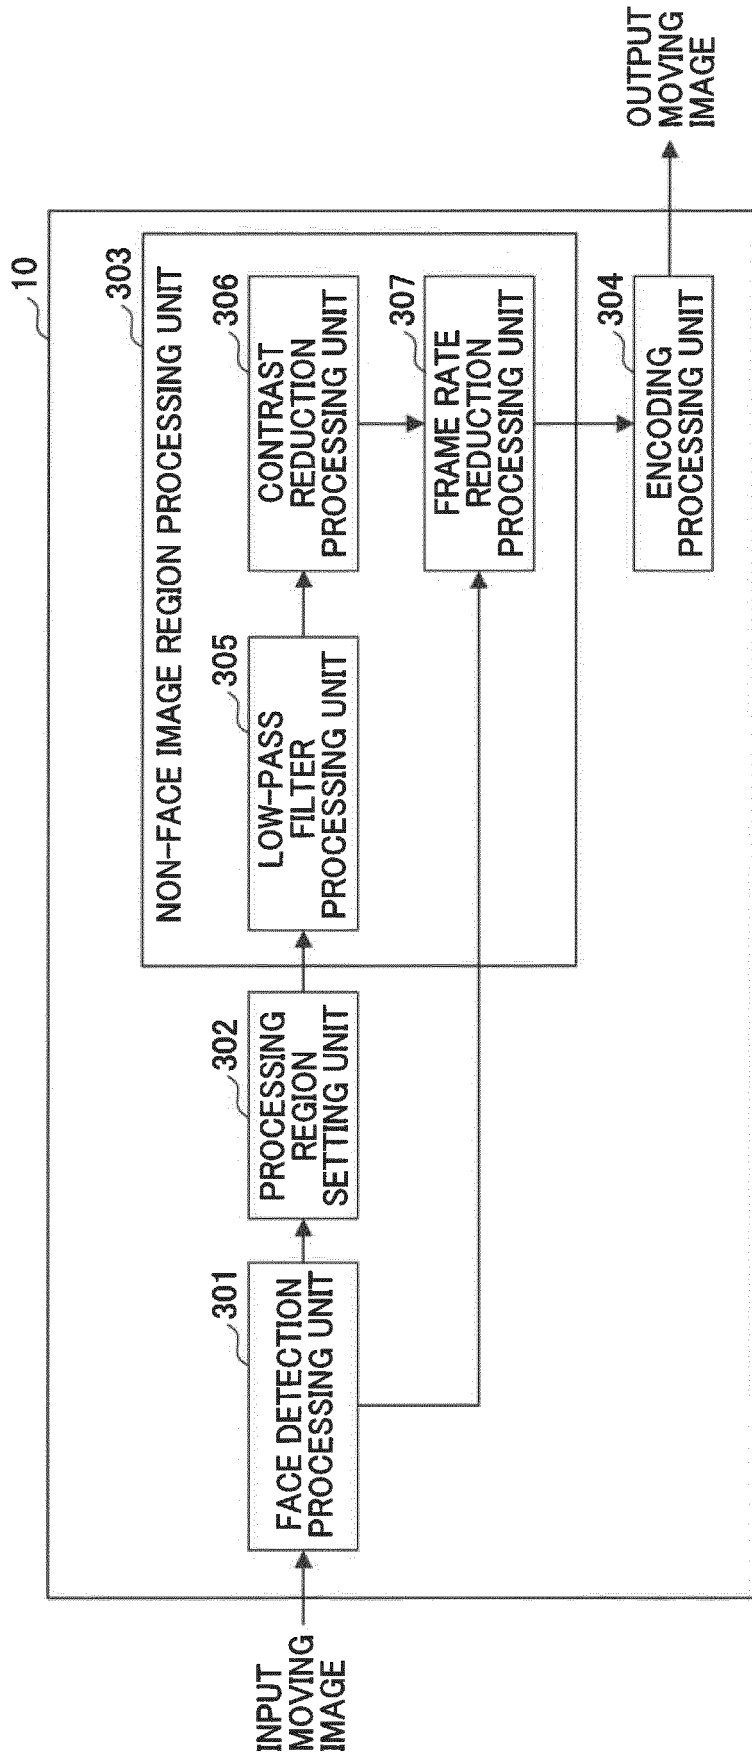 10
303
NON-FACE IMAGE REGION PROCESSING UNIT
301
FACE DETECTION
PROCESSING UNIT
302
PROCESSING
REGION
SETTING UNIT
305
LOW-PASS
FILTER
PROCESSING UNIT
306
CONTRAST
REDUCTION
PROCESSING UNIT
307
FRAME RATE
REDUCTION
PROCESSING UNIT
304
ENCODING
PROCESSING UNIT
INPUT
MOVING
IMAGE
OUTPUT
MOVING
IMAGE